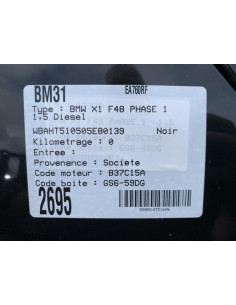 BM31 EA760RF
Type : BMW X1 F48 PHASE 1
1.5 Diesel
WBAHT510505E80139 Noir
Kilometrage : 0
Entree :
Provenance : Societe
Code moteur : B37C15A
Code boite : GS6-59DG
2695